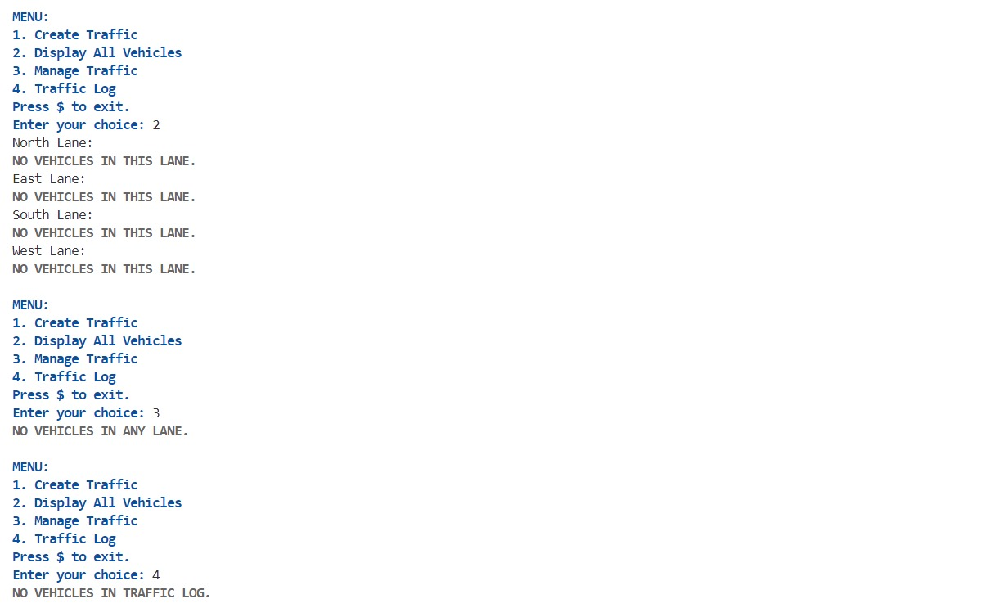 MENU:
1. Create Traffic
2. Display All Vehicles
3. Manage Traffic
4. Traffic Log
Press $ to exit.
Enter your choice: 2
North Lane:
NO VEHICLES IN THIS LANE.
East Lane:
NO VEHICLES IN THIS LANE.
South Lane:
NO VEHICLES IN THIS LANE.
West Lane:
NO VEHICLES IN THIS LANE.
MENU:
1. Create Traffic
2. Display All Vehicles
3. Manage Traffic
4. Traffic Log
Press $ to exit.
Enter your choice: 3
NO VEHICLES IN ANY LANE.
MENU:
1. Create Traffic
2. Display All Vehicles
3. Manage Traffic
4. Traffic Log
Press $ to exit.
Enter your choice: 4
NO VEHICLES IN TRAFFIC LOG.